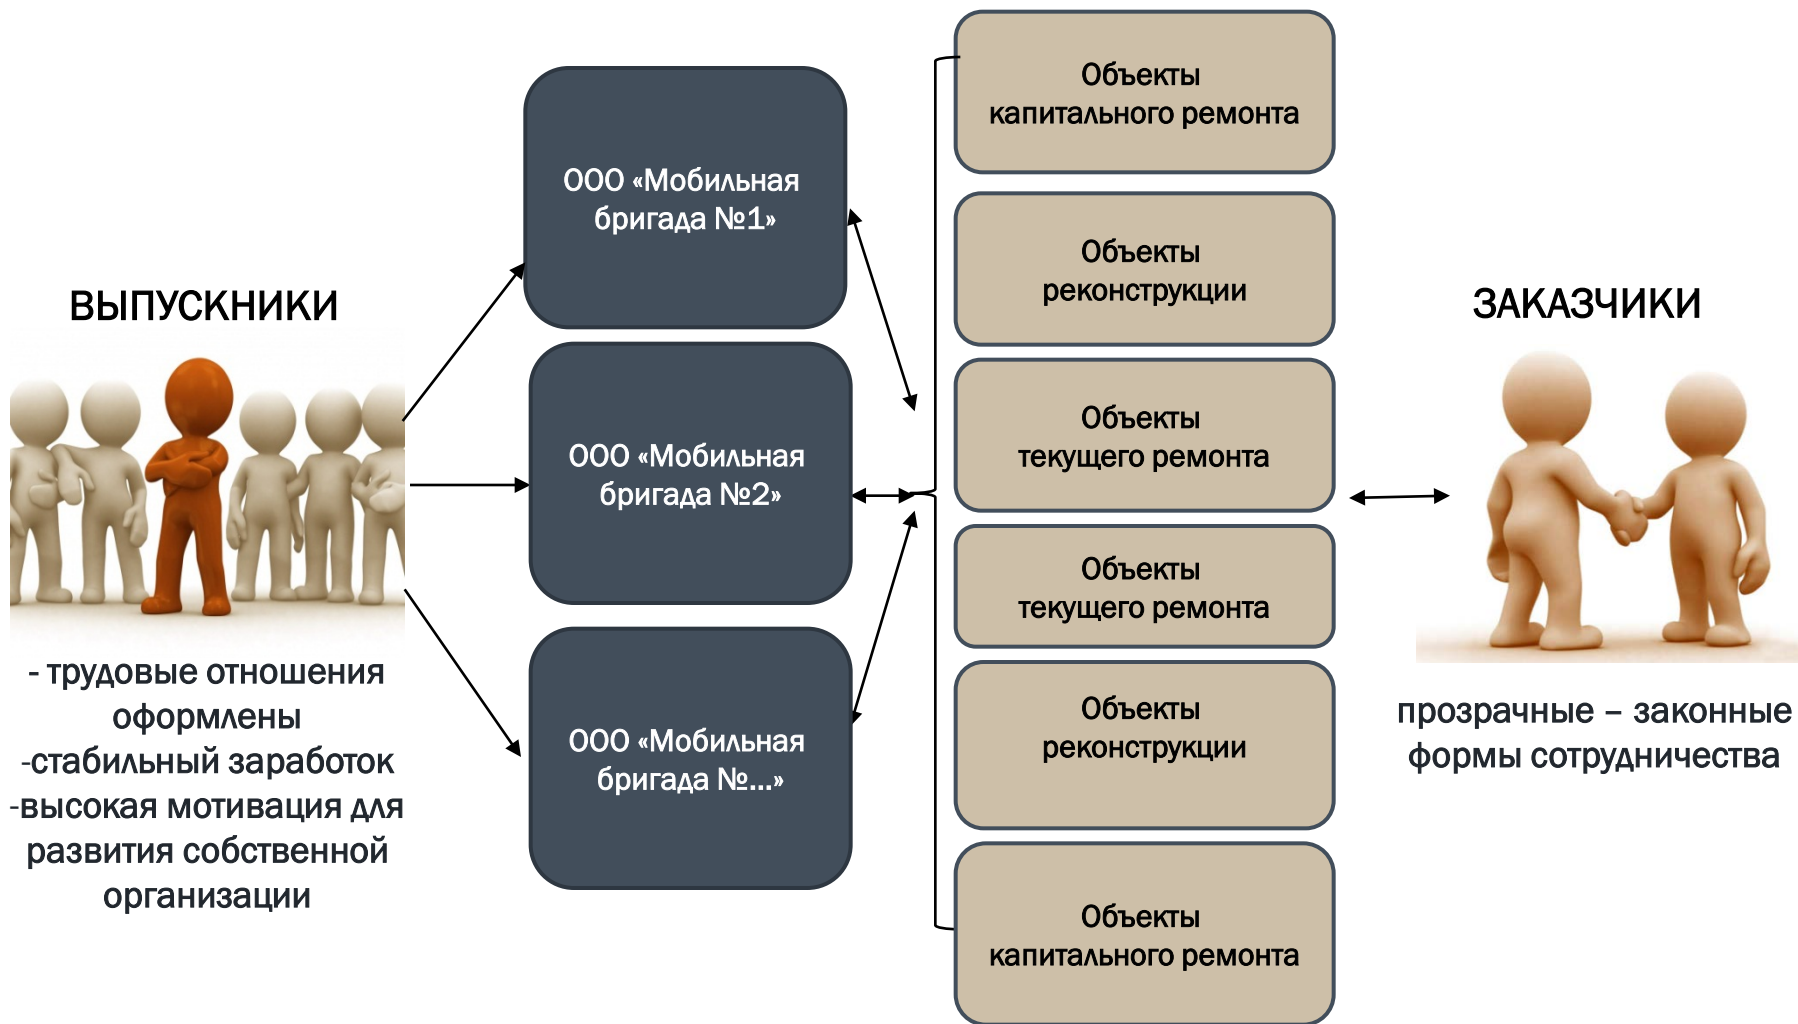 ВЫПУСКНИКИ
- трудовые отношения
оформлены
-стабильный заработок
-высокая мотивация для
развития собственной
организации
ООО «Мобильная
бригада №1»
ООО «Мобильная
бригада №2»
ООО «Мобильная
бригада №...»
Объекты
капитального ремонта
Объекты
реконструкции
Объекты
текущего ремонта
Объекты
текущего ремонта
Объекты
реконструкции
Объекты
капитального ремонта
ЗАКАЗЧИКИ
прозрачные – законные
формы сотрудничества